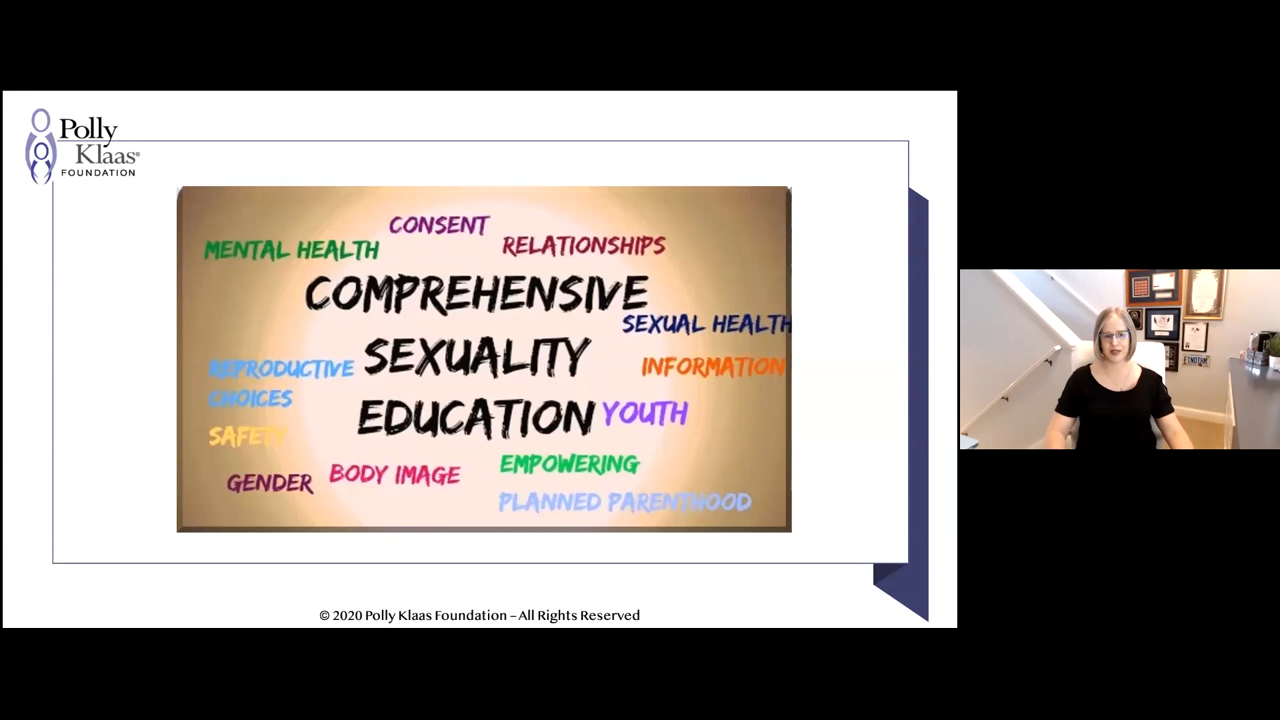 Polly
Klaas®
FOUNDATION
CONSENT
MENTAL HEALTH
RELATIONSHIPS
COMPREHENSIVE
SEXUAL HEALTH
SEXUALITY
REPRODUCTIVE
CHOICES
INFORMATION
EDUCATION
YOUTH
SAFETY
GENDER
BODY IMAGE
EMPOWERING
PLANNED PARENTHOOD
© 2020 Polly Klaas Foundation – All Rights Reserved